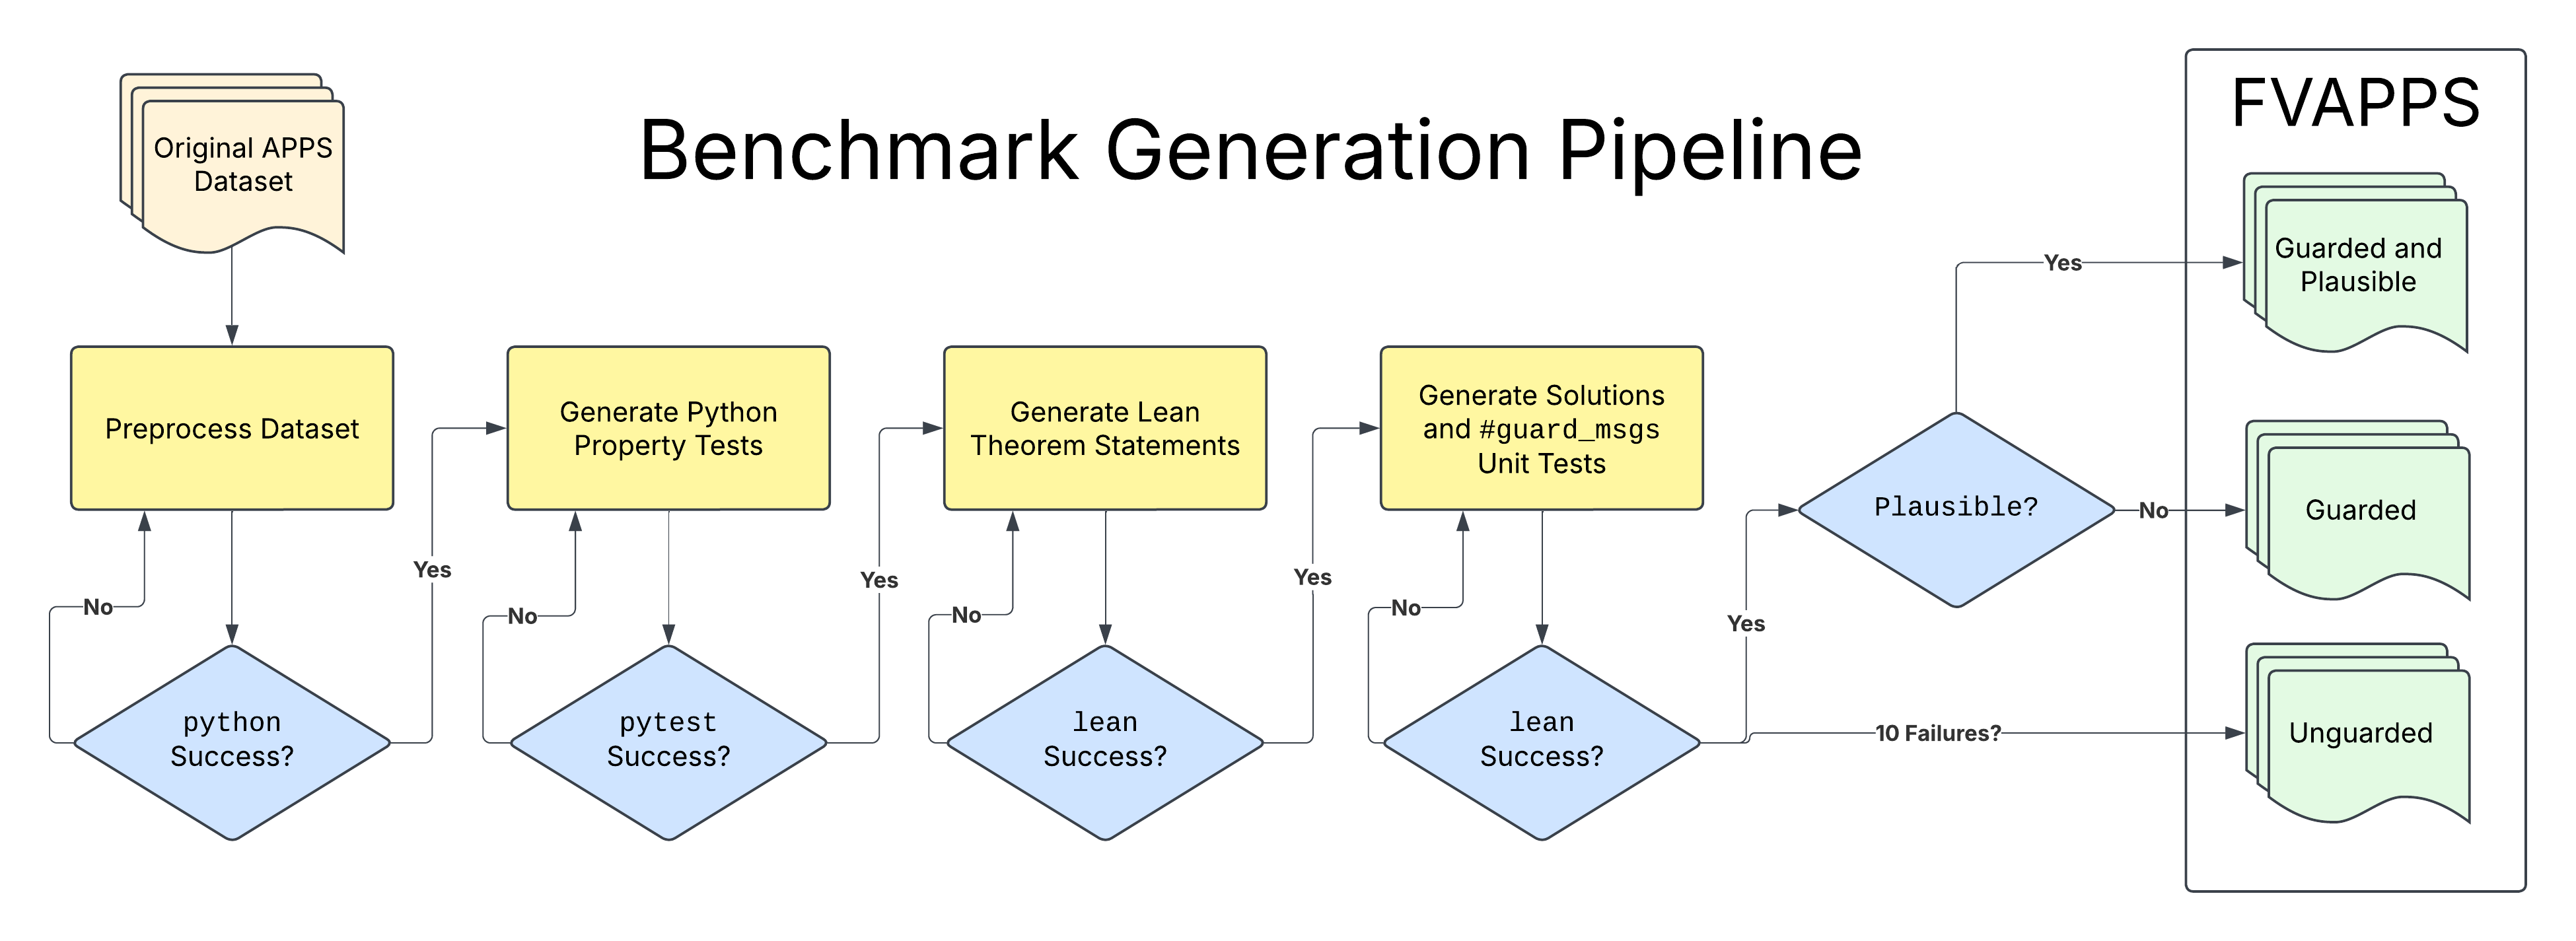 Benchmark Generation Pipeline
Original APPS
Dataset
Preprocess Dataset
No
python
Success?
Yes
Generate Python
Property Tests
No
pytest
Success?
Yes
Generate Lean
Theorem Statements
No
lean
Success?
Yes
Generate Solutions
and #guard_msgs
Unit Tests
No
lean
Success?
Yes
10 Failures?
Plausible?
Yes
No
FVAPPS
Guarded and
Plausible
Guarded
Unguarded